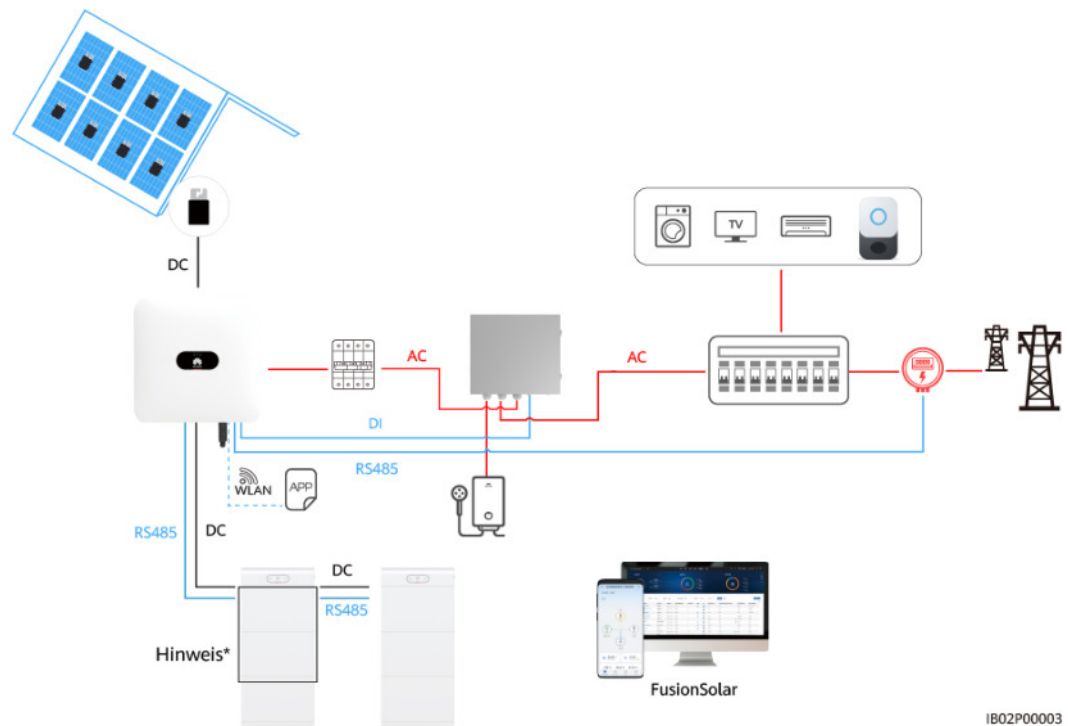 DC
TV
AC
AC
DI
RS485
WLAN
APP
RS485
DC
DC
RS485
Hinweis*
FusionSolar
IB02P00003